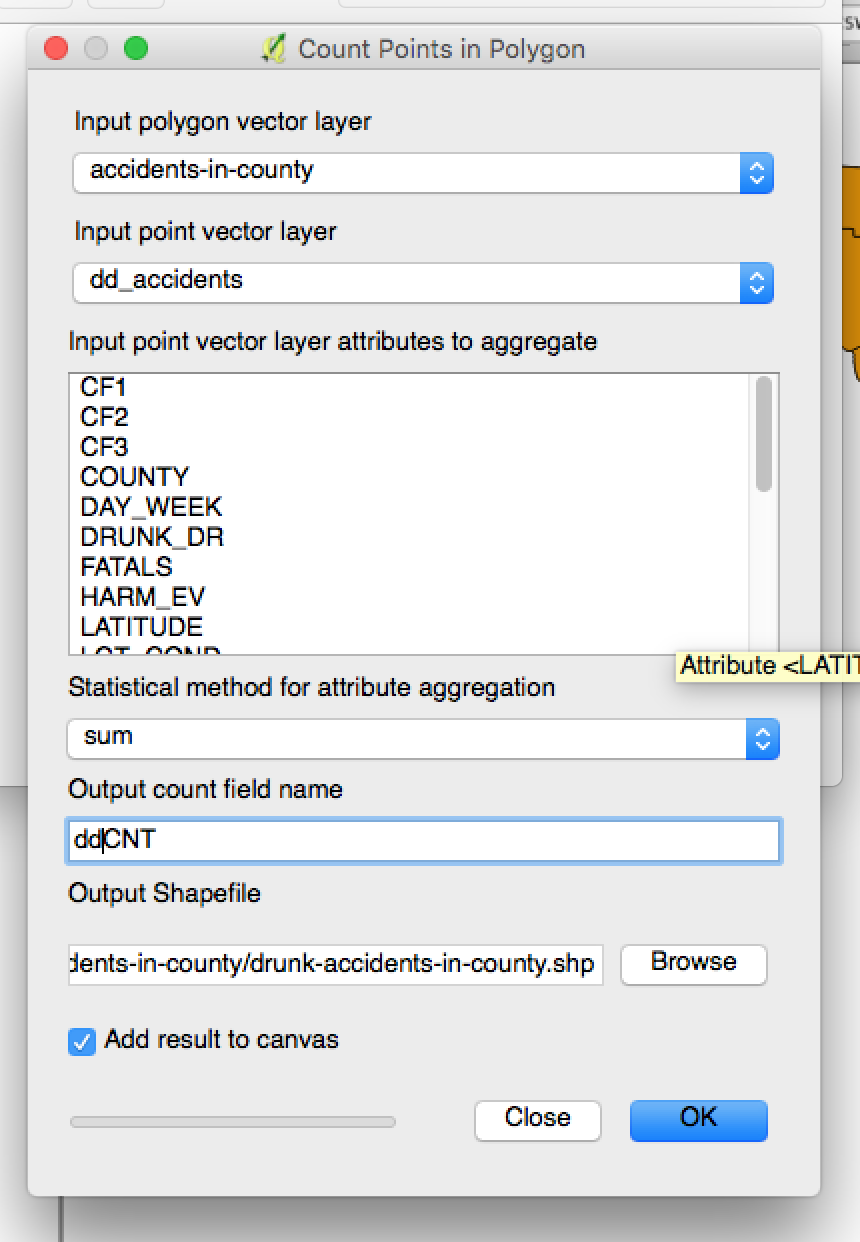 Count Points in Polygon
Input polygon vector layer
accidents-in-county
Input point vector layer
dd_accidents
Input point vector layer attributes to aggregate
CF1
CF2
CF3
COUNTY
DAY_WEEK
DRUNK_DR
FATALS
HARM_EV
LATITUDE
LGT_COND
Attribute <LATIT
Statistical method for attribute aggregation
sum
Output count field name
ddCNT
Output Shapefile
dents-in-county/drunk-accidents-in-county.shp
Browse
Add result to canvas
Close
OK